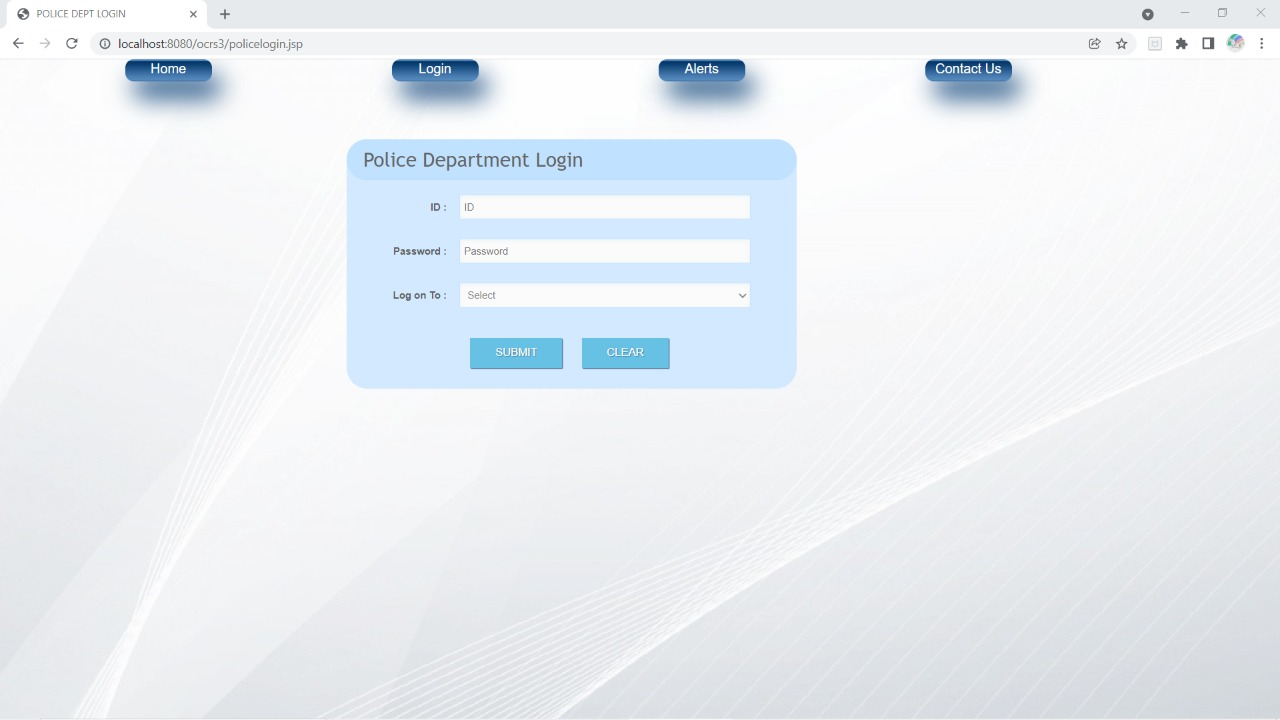 POLICE DEPT LOGIN
localhost:8080/ocrs3/policelogin.jsp
Home Login Alerts Contact Us
Police Department Login
ID : ID
Password : Password
Log on To : Select
SUBMIT CLEAR